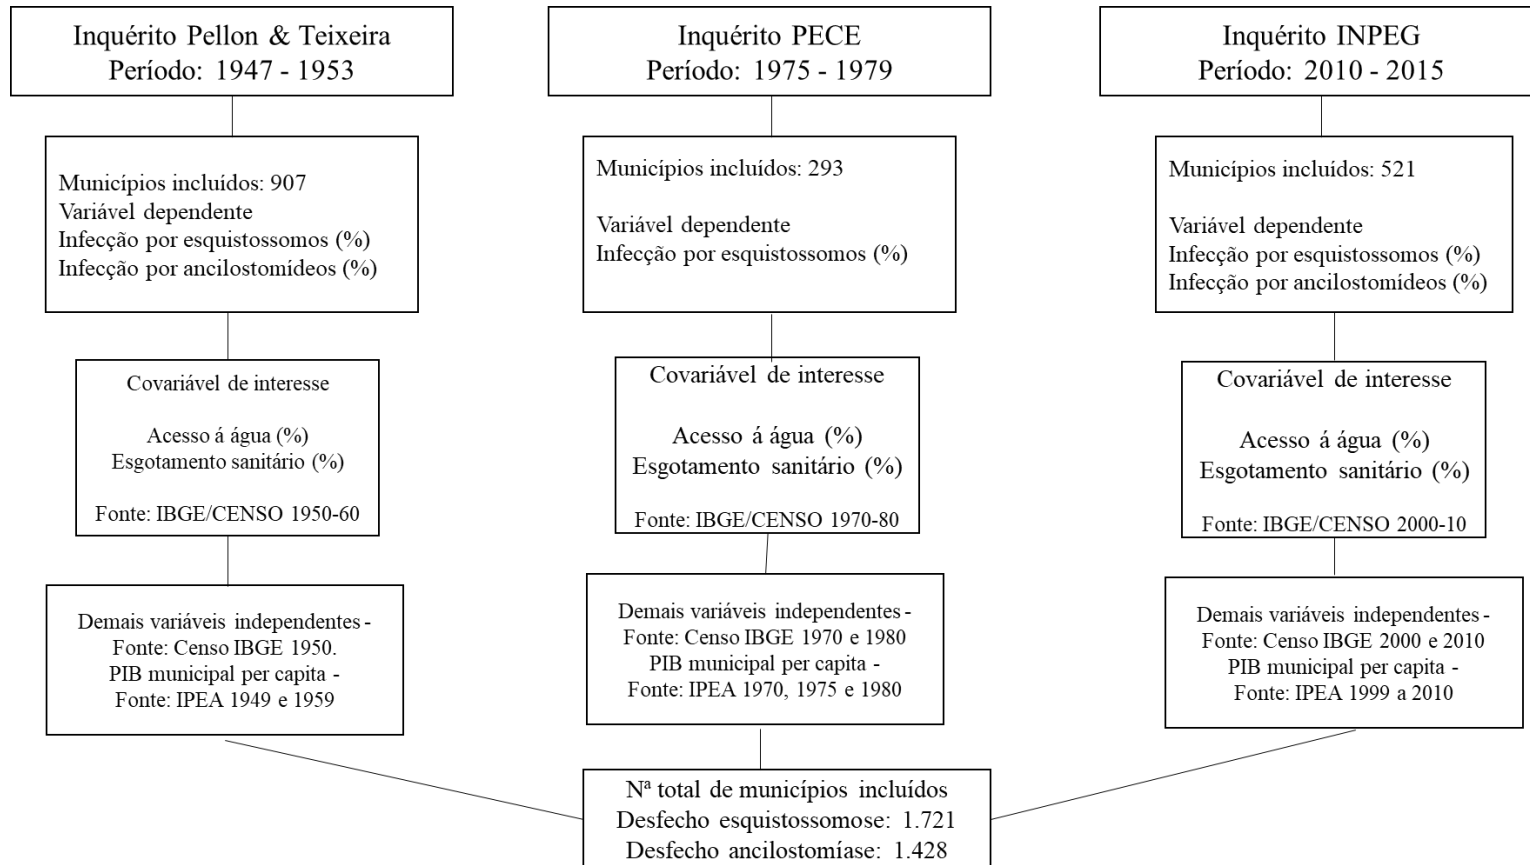 Inquérito Pellon & Teixeira
Período: 1947 - 1953
Municípios incluídos: 907
Variável dependente
Infecção por esquistossomos (%)
Infecção por ancilostomídeos (%)
Covariável de interesse
Acesso á água (%)
Esgotamento sanitário (%)
Fonte: IBGE/CENSO 1950-60
Demais variáveis independentes -
Fonte: Censo IBGE 1950.
PIB municipal per capita -
Fonte: IPEA 1949 e 1959
Inquérito PECE
Período: 1975 - 1979
Municípios incluídos: 293
Variável dependente
Infecção por esquistossomos (%)
Covariável de interesse
Acesso á água (%)
Esgotamento sanitário (%)
Fonte: IBGE/CENSO 1970-80
Demais variáveis independentes -
Fonte: Censo IBGE 1970 e 1980
PIB municipal per capita -
Fonte: IPEA 1970, 1975 e 1980
Inquérito INPEG
Período: 2010 - 2015
Municípios incluídos: 521
Variável dependente
Infecção por esquistossomos (%)
Infecção por ancilostomídeos (%)
Covariável de interesse
Acesso á água (%)
Esgotamento sanitário (%)
Fonte: IBGE/CENSO 2000-10
Demais variáveis independentes -
Fonte: Censo IBGE 2000 e 2010
PIB municipal per capita -
Fonte: IPEA 1999 a 2010
Nª total de municípios incluídos
Desfecho esquistossomose: 1.721
Desfecho ancilostomíase: 1.428